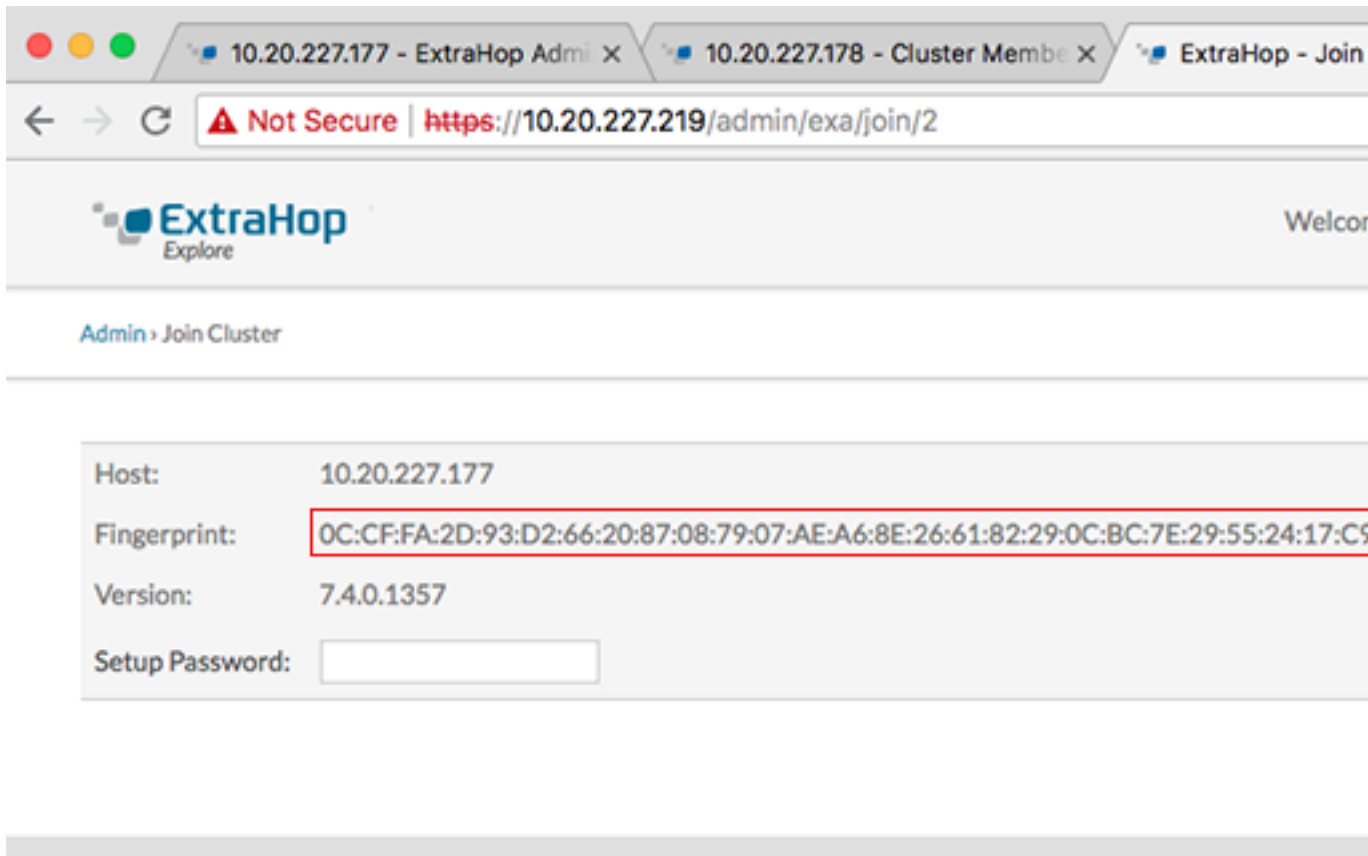 10.20.227.177 - ExtraHop Admi
10.20.227.178 - Cluster Membe
ExtraHop - Join
Not Secure | https://10.20.227.219/admin/exa/join/2
ExtraHop
Explore
Welcor
Admin › Join Cluster
Host: 10.20.227.177
Fingerprint: 0C:CF:FA:2D:93:D2:66:20:87:08:79:07:AE:A6:8E:26:61:82:29:0C:BC:7E:29:55:24:17:C9
Version: 7.4.0.1357
Setup Password: